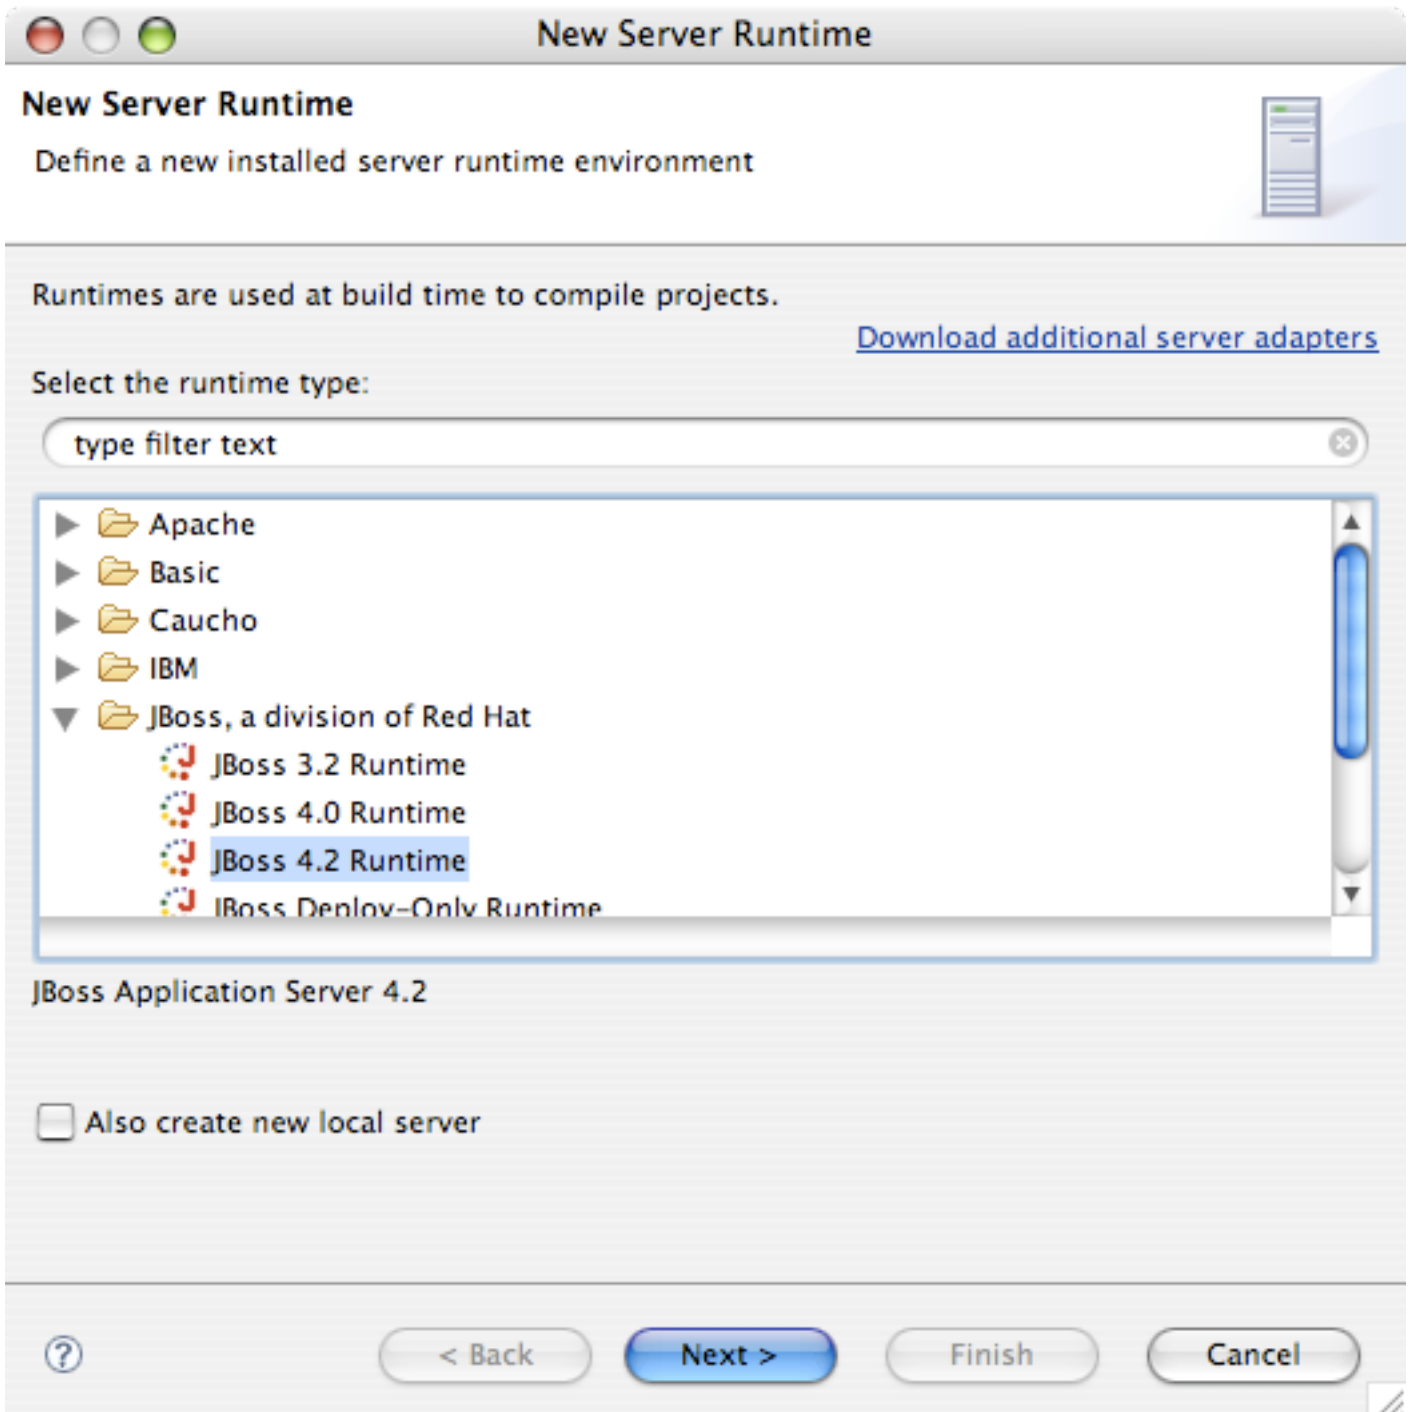 New Server Runtime
New Server Runtime
Define a new installed server runtime environment
Runtimes are used at build time to compile projects.
Download additional server adapters
Select the runtime type:
type filter text
Apache
Basic
Caucho
IBM
JBoss, a division of Red Hat
JBoss 3.2 Runtime
JBoss 4.0 Runtime
JBoss 4.2 Runtime
JBoss Deploy-Only Runtime
JBoss Application Server 4.2
Also create new local server
? < Back Next > Finish Cancel